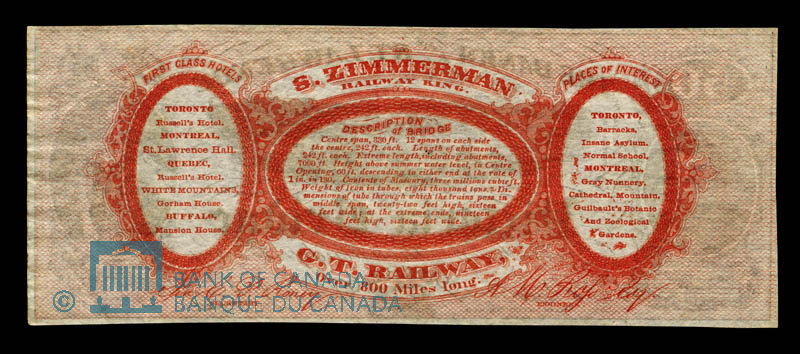 FIRST CLASS HOTELS
TORONTO
Russell's Hotel.
MONTREAL,
St. Lawrence Hall.
QUEBEC,
Russell's Hotel.
WHITE MOUNTAINS,
Gorham House.
BUFFALO,
Mansion House.
S. ZIMMERMAN
RAILWAY KING.
DESCRIPTION
of BRIDGE
Centre span, 330 ft. 12 spans on each side
the centre, 242 ft. each. Length of abutments,
242 ft. each. Extreme length, including abutments,
7000 ft. Height above summer water level, in Centre
Opening, 60 ft. descending to either end at the rate of
1 in. in 130. Contents of Masonry, three millions cubic ft.
Weight of iron in tubes, eight thousand tons. Di-
mensions of tube through which the trains pass in
middle span, twenty-two feet high, sixteen
feet wide; at the extreme ends, nineteen
feet high, sixteen feet wide.
G. T. RAILWAY,
800 Miles long.
PLACES OF INTEREST
TORONTO,
Barracks,
Insane Asylum,
Normal School,
MONTREAL,
Gray Nunnery,
Cathedral, Mountain,
Guilbault's Botanic
And Zoological
Gardens.
© BANK OF CANADA
BANQUE DU CANADA